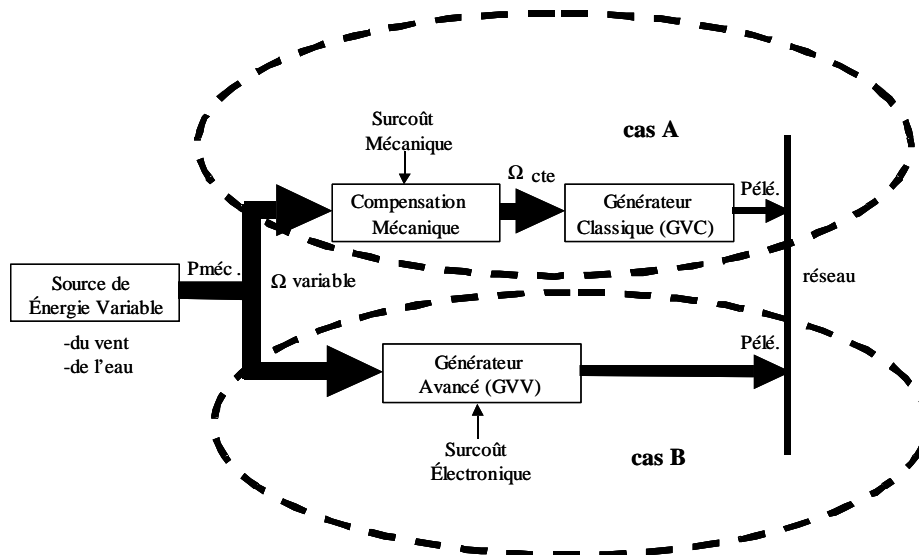 Surcoût
Mécanique
cas A
Ω cte
Pélé.
Compensation
Mécanique
Générateur
Classique (GVC)
Pméc .
Ω variable
réseau
Source de
Énergie Variable
-du vent
-de l'eau
Pélé.
Générateur
Avancé (GVV)
Surcoût
Électronique
cas B